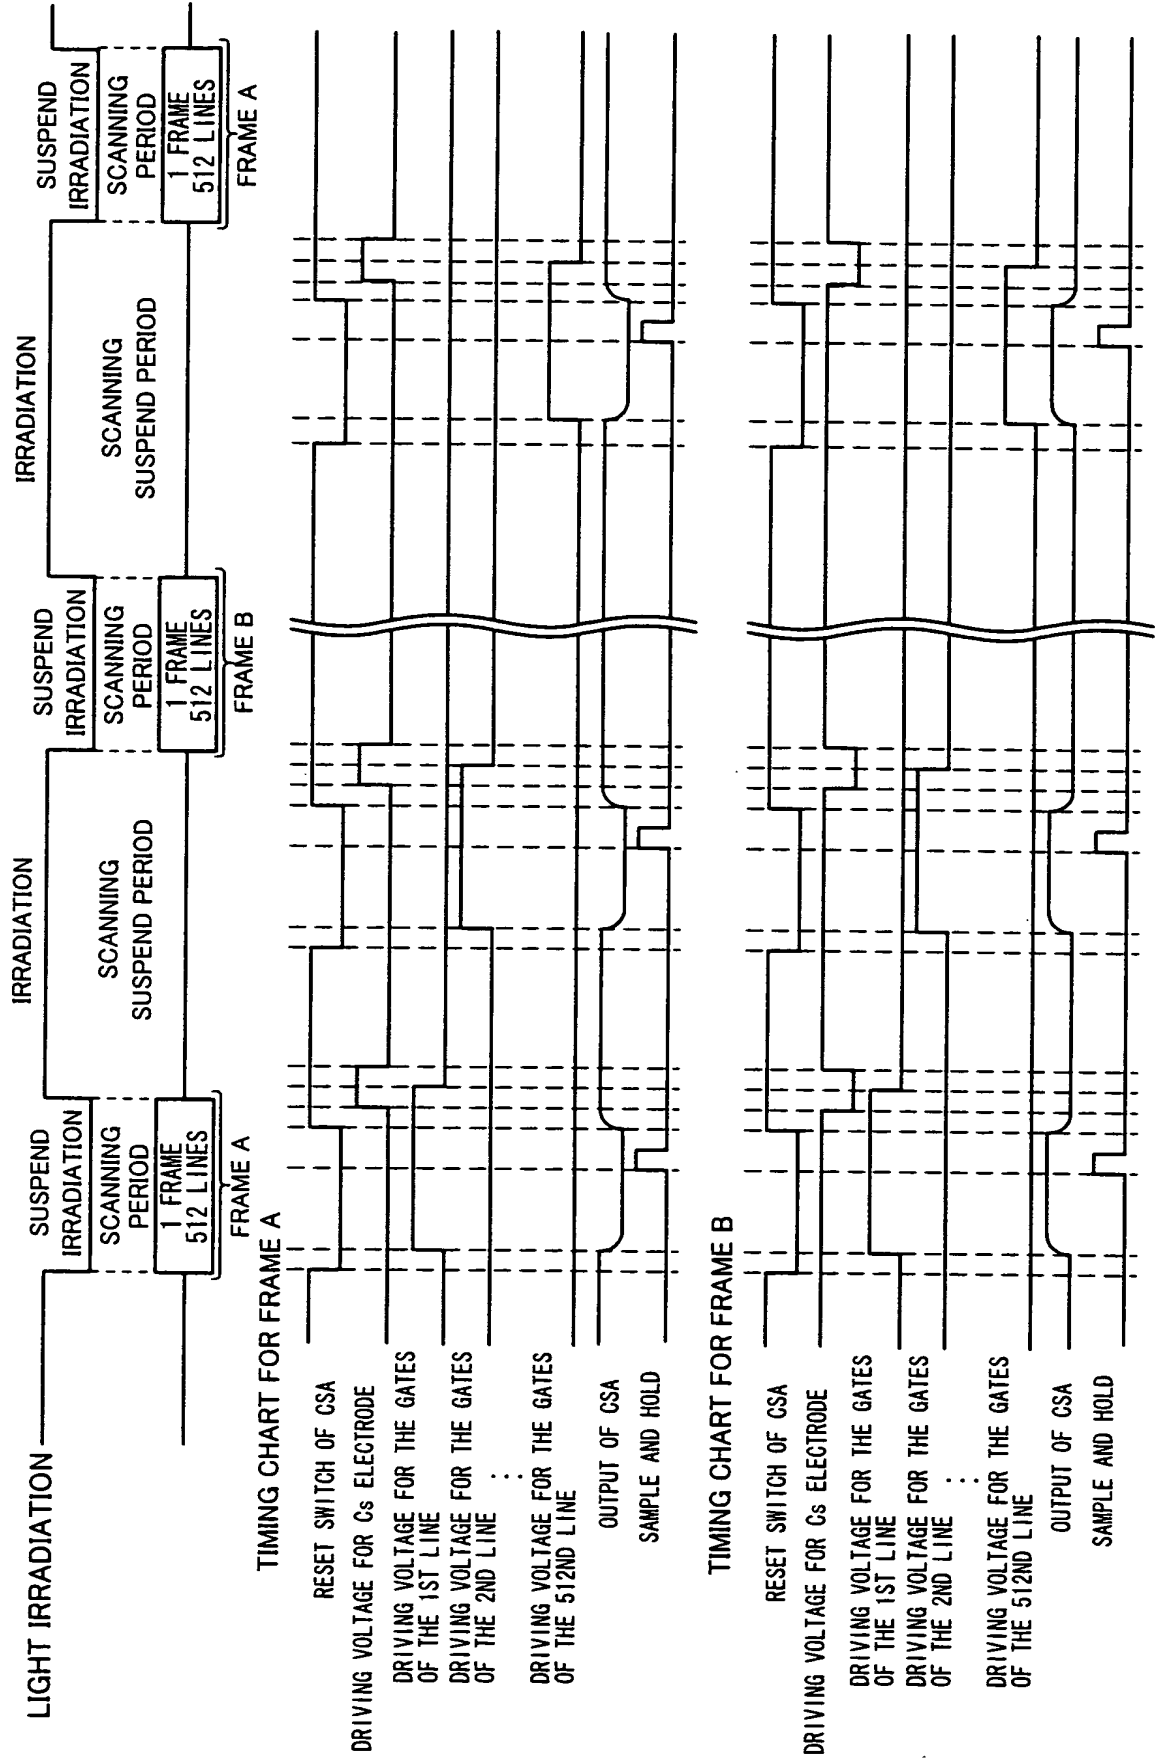 LIGHT IRRADIATION
IRRADIATION
IRRADIATION
SUSPEND
IRRADIATION
SUSPEND
IRRADIATION
SUSPEND
IRRADIATION
SCANNING
PERIOD
SCANNING
SUSPEND PERIOD
SCANNING
PERIOD
SCANNING
SUSPEND PERIOD
SCANNING
PERIOD
1 FRAME
512 LINES
1 FRAME
512 LINES
1 FRAME
512 LINES
FRAME A
FRAME B
FRAME A
TIMING CHART FOR FRAME A
RESET SWITCH OF CSA
DRIVING VOLTAGE FOR Cs ELECTRODE
DRIVING VOLTAGE FOR THE GATES
OF THE 1ST LINE
DRIVING VOLTAGE FOR THE GATES
OF THE 2ND LINE
DRIVING VOLTAGE FOR THE GATES
OF THE 512ND LINE
OUTPUT OF CSA
SAMPLE AND HOLD
TIMING CHART FOR FRAME B
RESET SWITCH OF CSA
DRIVING VOLTAGE FOR Cs ELECTRODE
DRIVING VOLTAGE FOR THE GATES
OF THE 1ST LINE
DRIVING VOLTAGE FOR THE GATES
OF THE 2ND LINE
DRIVING VOLTAGE FOR THE GATES
OF THE 512ND LINE
OUTPUT OF CSA
SAMPLE AND HOLD